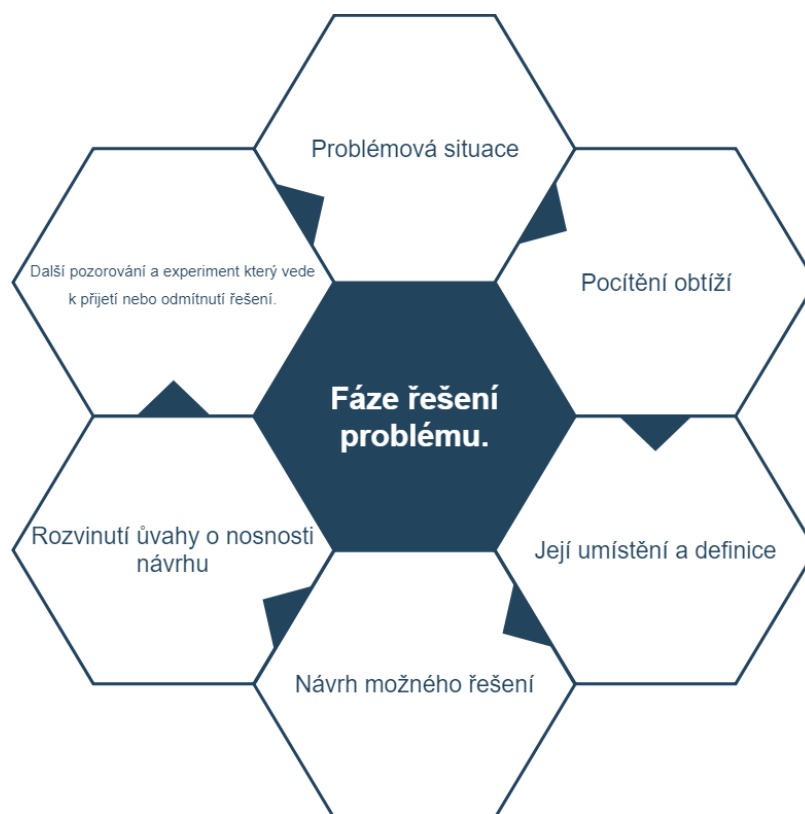 Problémová situace
Pocítění obtíží
Její umístění a definice
Návrh možného řešení
Rozvinutí ůvahy o nosnosti
návrhu
Další pozorování a experiment který vede
k přijetí nebo odmítnutí řešení.
Fáze řešení
problému.